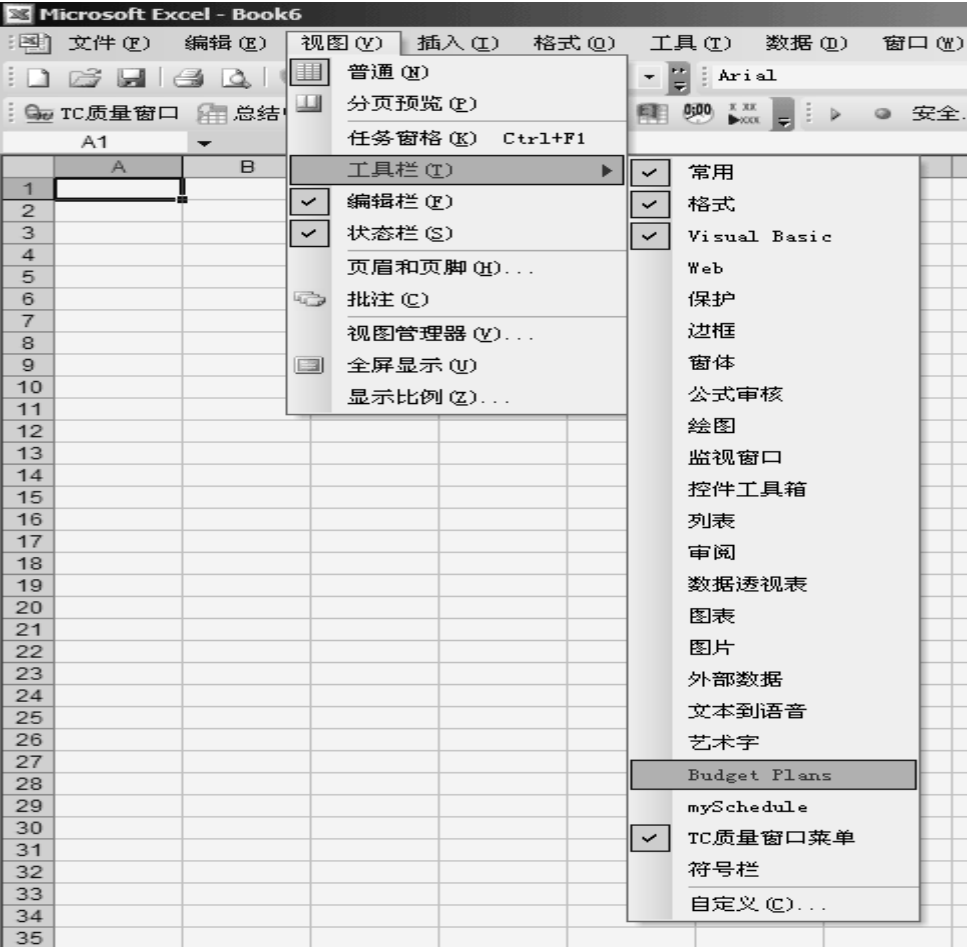 Microsoft Excel - Book6
文件(F) 编辑(E) 视图(V) 插入(I) 格式(O) 工具(T) 数据(D) 窗口(W)
Arial
TC质量窗口 总结 安全
A1
A B
普通(N)
分页预览(P)
任务窗格(K) Ctrl+F1
工具栏(T)
编辑栏(F)
状态栏(S)
页眉和页脚(H)...
批注(C)
视图管理器(V)...
全屏显示(U)
显示比例(Z)...
常用
格式
Visual Basic
Web
保护
边框
窗体
公式审核
绘图
监视窗口
控件工具箱
列表
审阅
数据透视表
图表
图片
外部数据
文本到语音
艺术字
Budget Plans
mySchedule
TC质量窗口菜单
符号栏
自定义(C)...
1
2
3
4
5
6
7
8
9
10
11
12
13
14
15
16
17
18
19
20
21
22
23
24
25
26
27
28
29
30
31
32
33
34
35